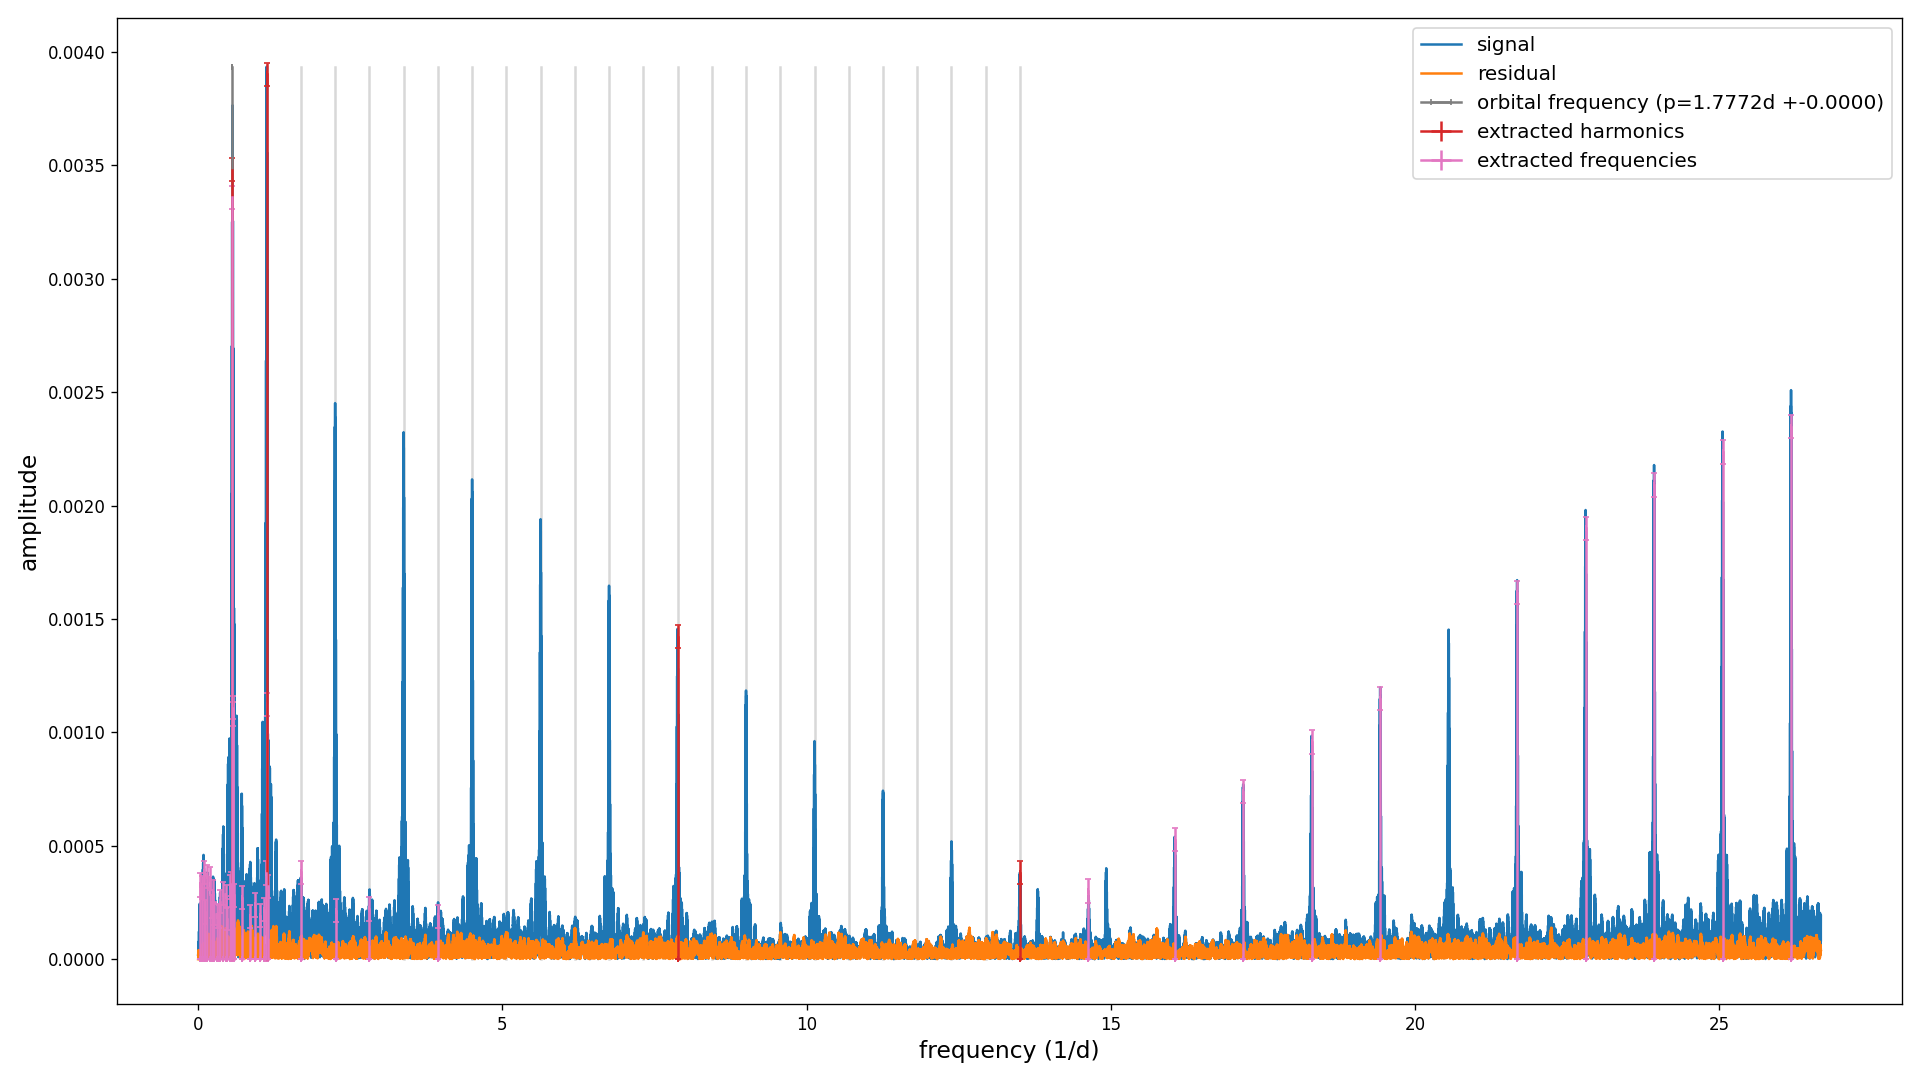 signal
residual
orbital frequency (p=1.7772d +-0.0000)
extracted harmonics
extracted frequencies
0.0040
0.0035
0.0030
0.0025
0.0020
0.0015
0.0010
0.0005
0.0000
amplitude
0 5 10 15 20 25
frequency (1/d)